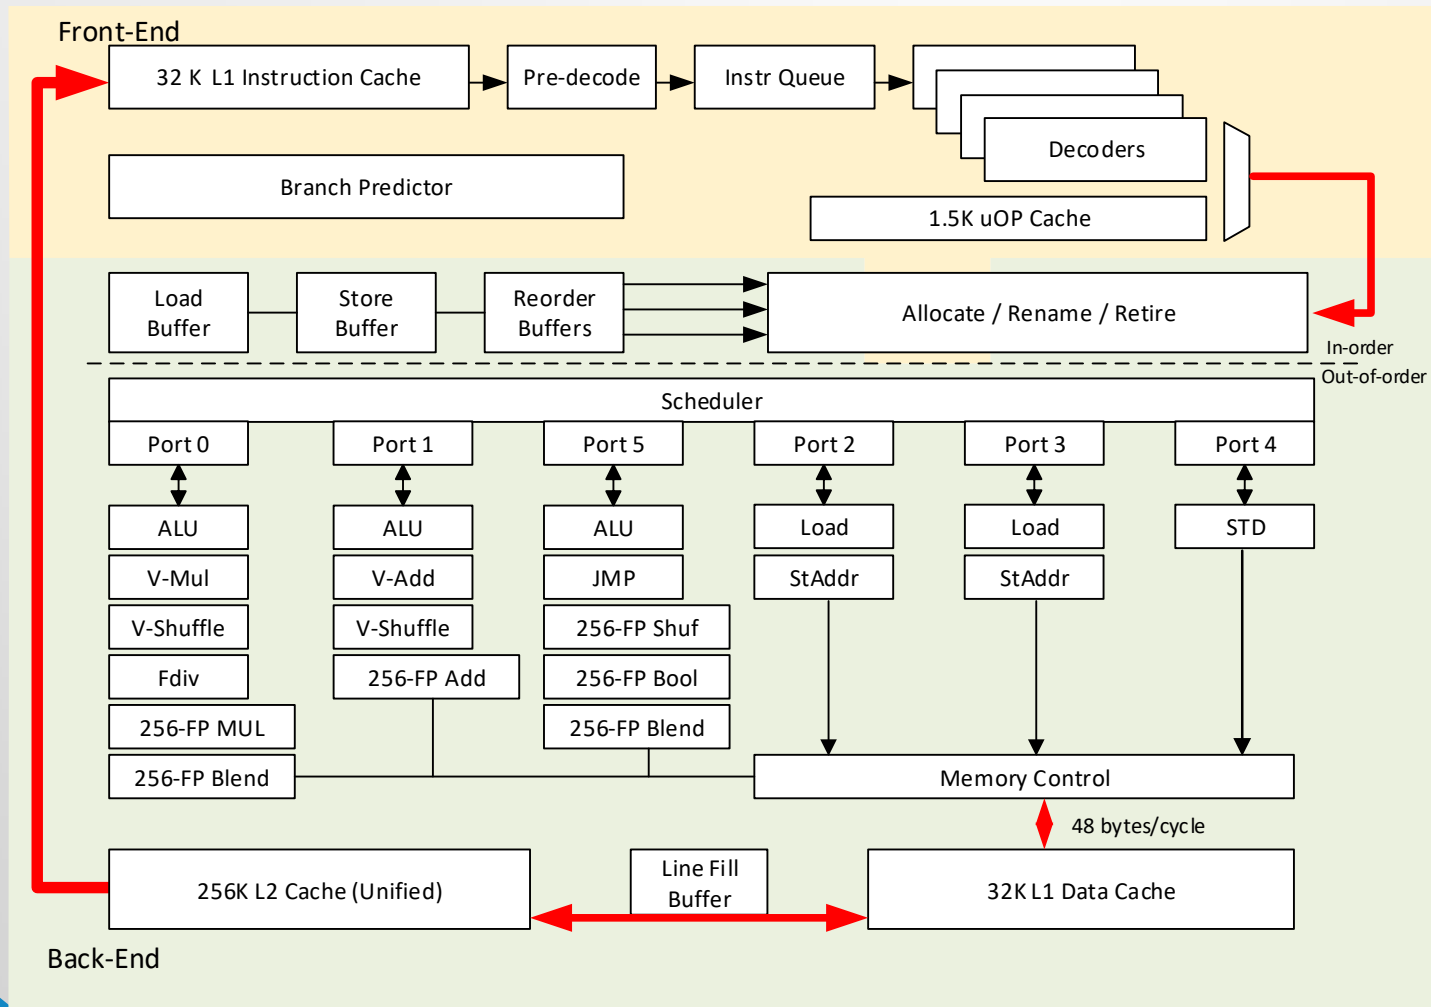 Front-End
32 K L1 Instruction Cache
Pre-decode
Instr Queue
Decoders
Branch Predictor
1.5K uOP Cache
Load
Buffer
Store
Buffer
Reorder
Buffers
Allocate / Rename / Retire
In-order
Out-of-order
Scheduler
Port 0
Port 1
Port 5
Port 2
Port 3
Port 4
ALU
ALU
ALU
Load
Load
STD
V-Mul
V-Add
JMP
StAddr
StAddr
V-Shuffle
V-Shuffle
256-FP Shuf
Fdiv
256-FP Add
256-FP Bool
256-FP MUL
256-FP Blend
256-FP Blend
Memory Control
48 bytes/cycle
256K L2 Cache (Unified)
Line Fill
Buffer
32K L1 Data Cache
Back-End